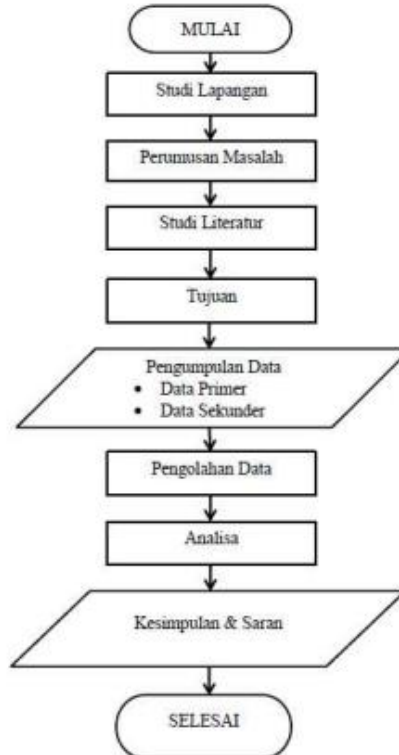 MULAI
Studi Lapangan
Perumusan Masalah
Studi Literatur
Tujuan
Pengumpulan Data
• Data Primer
• Data Sekunder
Pengolahan Data
Analisa
Kesimpulan & Saran
SELESAI